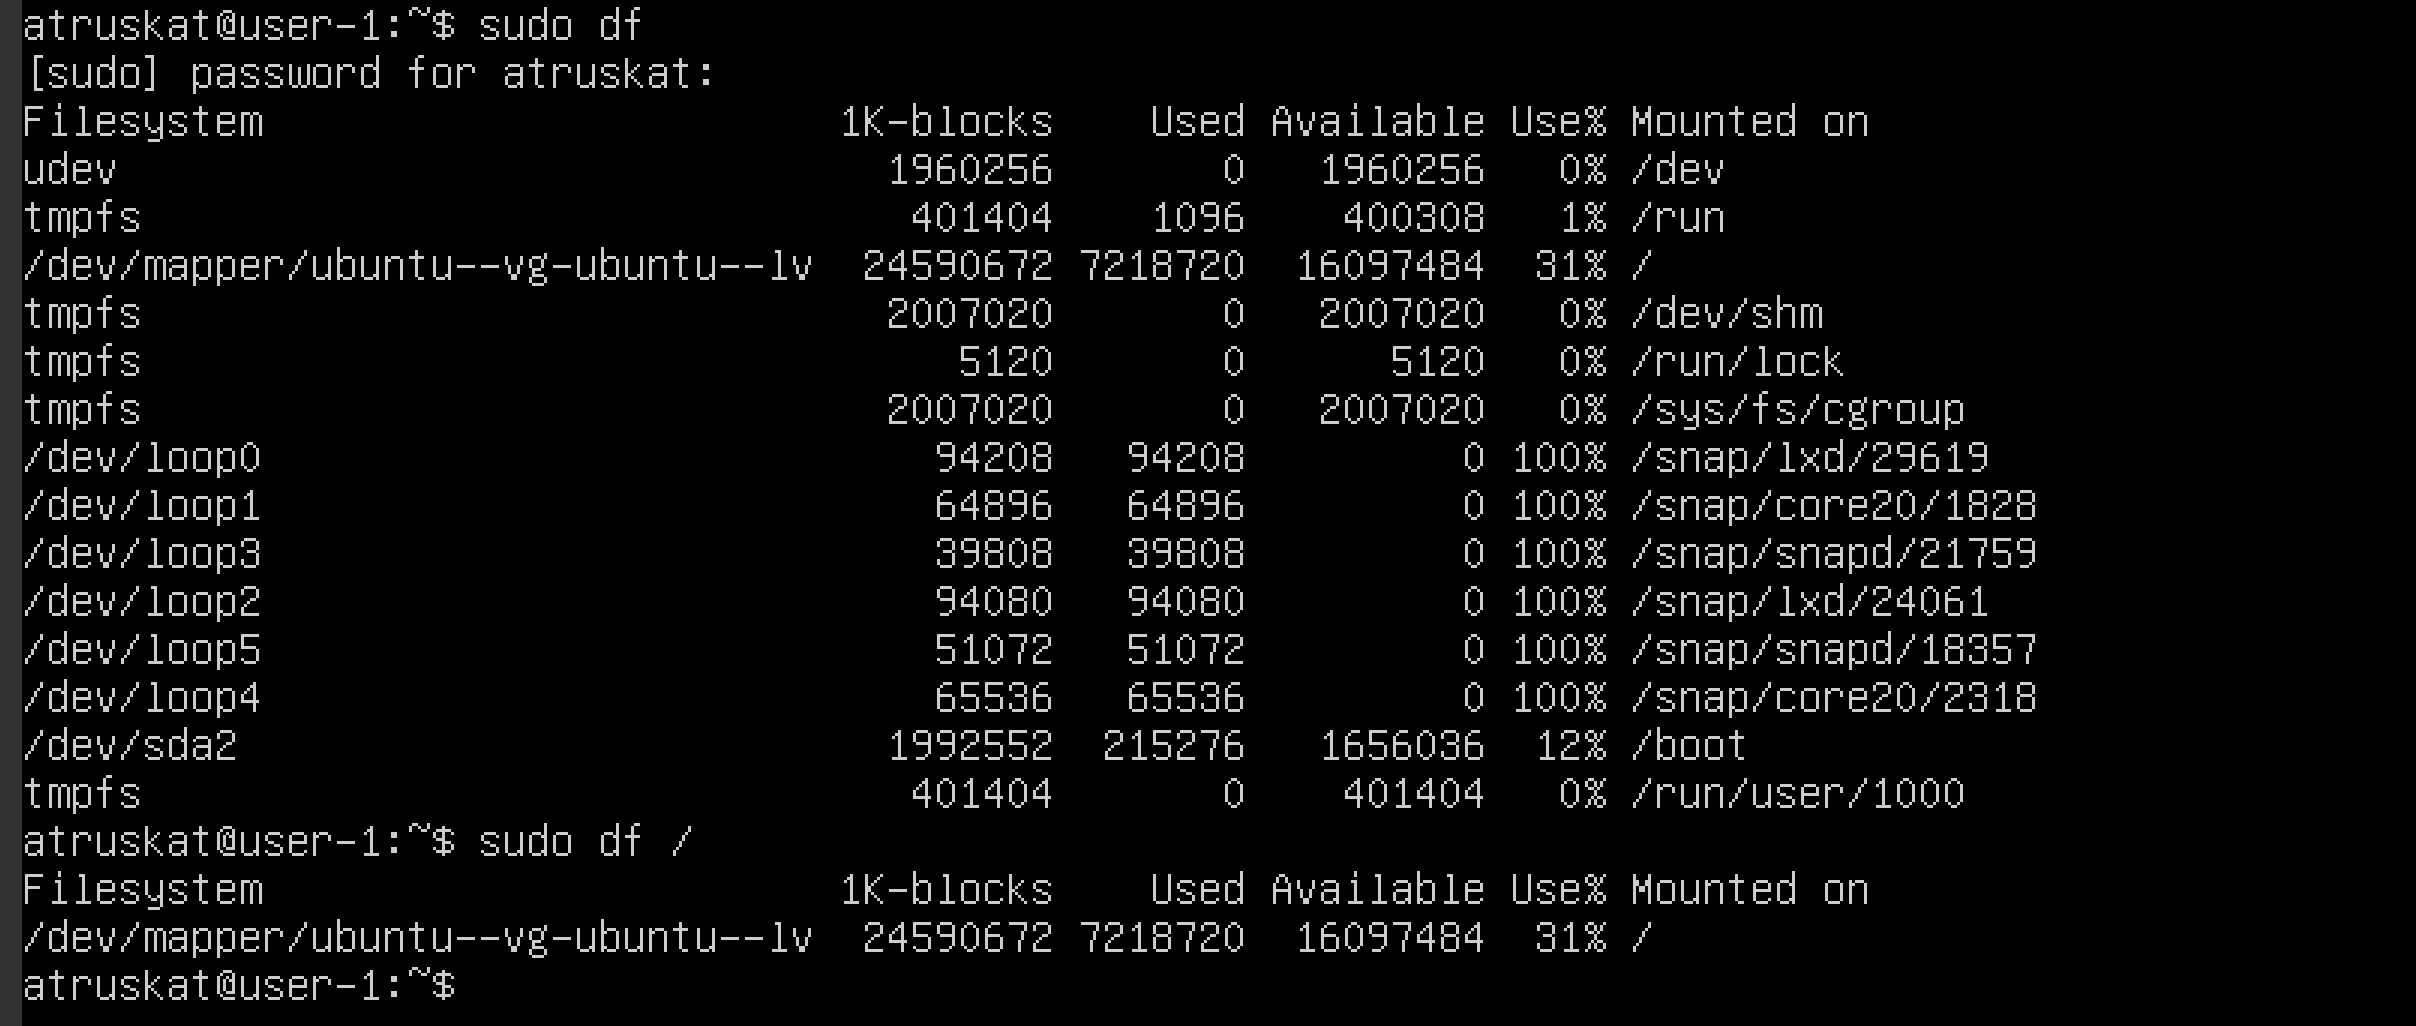 atruskat@user-1:~$ sudo df
[sudo] password for atruskat:
Filesystem                        1K-blocks    Used Available Use% Mounted on
udev                                1960256       0   1960256   0% /dev
tmpfs                                401404    1096    400308   1% /run
/dev/mapper/ubuntu--vg-ubuntu--lv  24590672 7218720  16097484  31% /
tmpfs                               2007020       0   2007020   0% /dev/shm
tmpfs                                  5120       0      5120   0% /run/lock
tmpfs                               2007020       0   2007020   0% /sys/fs/cgroup
/dev/loop0                            94208   94208         0 100% /snap/lxd/29619
/dev/loop1                            64896   64896         0 100% /snap/core20/1828
/dev/loop3                            39808   39808         0 100% /snap/snapd/21759
/dev/loop2                            94080   94080         0 100% /snap/lxd/24061
/dev/loop5                            51072   51072         0 100% /snap/snapd/18357
/dev/loop4                            65536   65536         0 100% /snap/core20/2318
/dev/sda2                           1992552  215276   1656036  12% /boot
tmpfs                                401404       0    401404   0% /run/user/1000
atruskat@user-1:~$ sudo df /
Filesystem                        1K-blocks    Used Available Use% Mounted on
/dev/mapper/ubuntu--vg-ubuntu--lv  24590672 7218720  16097484  31% /
atruskat@user-1:~$